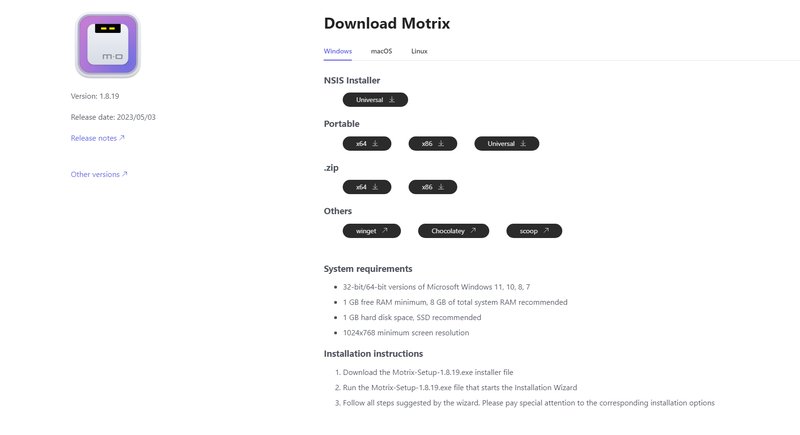 Download Motrix
Windows macOS Linux
m·o
Version: 1.8.19
Release date: 2023/05/03
Release notes ↗
Other versions ↗
NSIS Installer
Universal
Portable
x64 x86 Universal
.zip
x64 x86
Others
winget Chocolatey scoop
System requirements
• 32-bit/64-bit versions of Microsoft Windows 11, 10, 8, 7
• 1 GB free RAM minimum, 8 GB of total system RAM recommended
• 1 GB hard disk space, SSD recommended
• 1024x768 minimum screen resolution
Installation instructions
1. Download the Motrix-Setup-1.8.19.exe installer file
2. Run the Motrix-Setup-1.8.19.exe file that starts the Installation Wizard
3. Follow all steps suggested by the wizard. Please pay special attention to the corresponding installation options